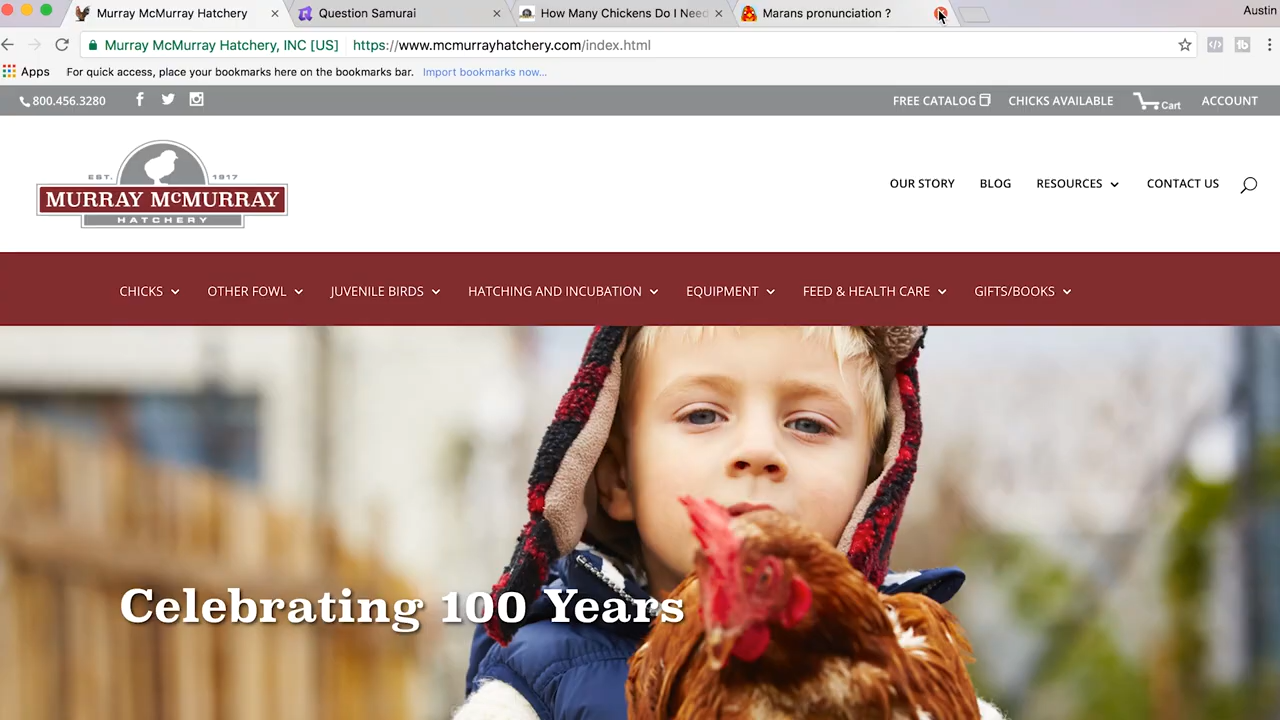 Murray McMurray Hatchery
Question Samurai
How Many Chickens Do I Need
Marans pronunciation ?
Austin
Murray McMurray Hatchery, INC [US]
https://www.mcmurrayhatchery.com/index.html
Apps
For quick access, place your bookmarks here on the bookmarks bar.
Import bookmarks now...
800.456.3280
FREE CATALOG
CHICKS AVAILABLE
Cart
ACCOUNT
EST. 1917
MURRAY McMURRAY
HATCHERY
OUR STORY
BLOG
RESOURCES
CONTACT US
CHICKS
OTHER FOWL
JUVENILE BIRDS
HATCHING AND INCUBATION
EQUIPMENT
FEED & HEALTH CARE
GIFTS/BOOKS
Celebrating 100 Years